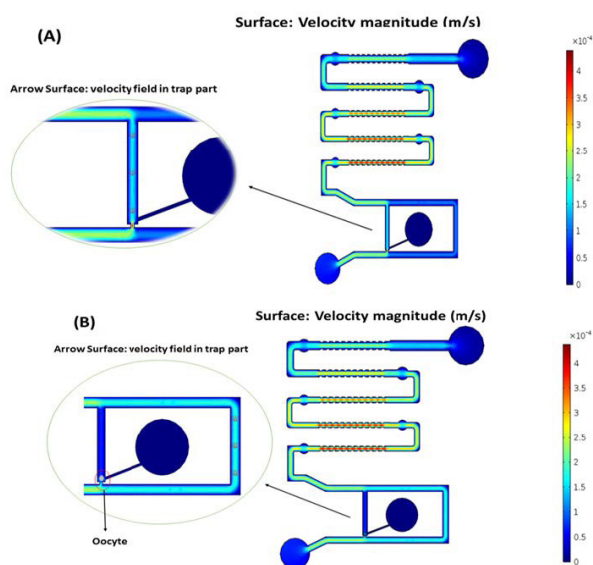 (A)
Surface: Velocity magnitude (m/s)
Arrow Surface: velocity field in trap part
×10⁻⁴
4
3.5
3
2.5
2
1.5
1
0.5
0
(B)
Surface: Velocity magnitude (m/s)
Arrow Surface: velocity field in trap part
×10⁻⁴
4
3.5
3
2.5
2
1.5
1
0.5
0
Oocyte